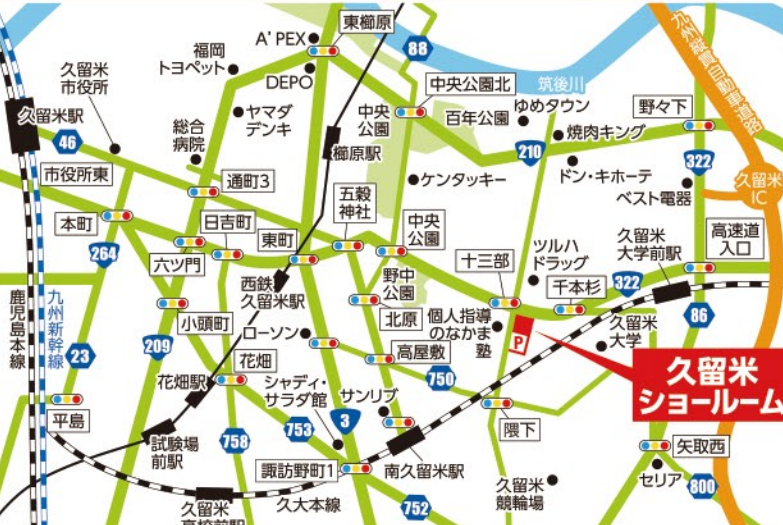 東櫛原
A'PEX
88
福岡
トヨペット
DEPO
中央公園北
筑後川
九州縦貫自動車道路
久留米
市役所
久留米駅
ヤマダ
デンキ
中央
公園
百年公園
ゆめタウン
野々下
焼肉キング
46
総合
病院
櫛原駅
210
322
市役所東
通町3
ケンタッキー
ドン・キホーテ
ベスト電器
久留米
IC
本町
日吉町
五穀
神社
中央
公園
東町
ツルハ
ドラッグ
久留米
大学前駅
高速道
入口
264
六ツ門
十三部
千本杉
322
西鉄
久留米駅
野中
公園
鹿児島本線
九州新幹線
小頭町
北原
個人指導
のなかま
塾
86
久留米
大学
209
ローソン
P
23
花畑
高屋敷
久留米
ショールーム
花畑駅
シャディ・
サラダ館
サンリブ
750
平島
3
隈下
試験場
前駅
758
753
矢取西
諏訪野町1
南久留米駅
セリア
久留米
競輪場
800
久留米
高校前駅
久大本線
752